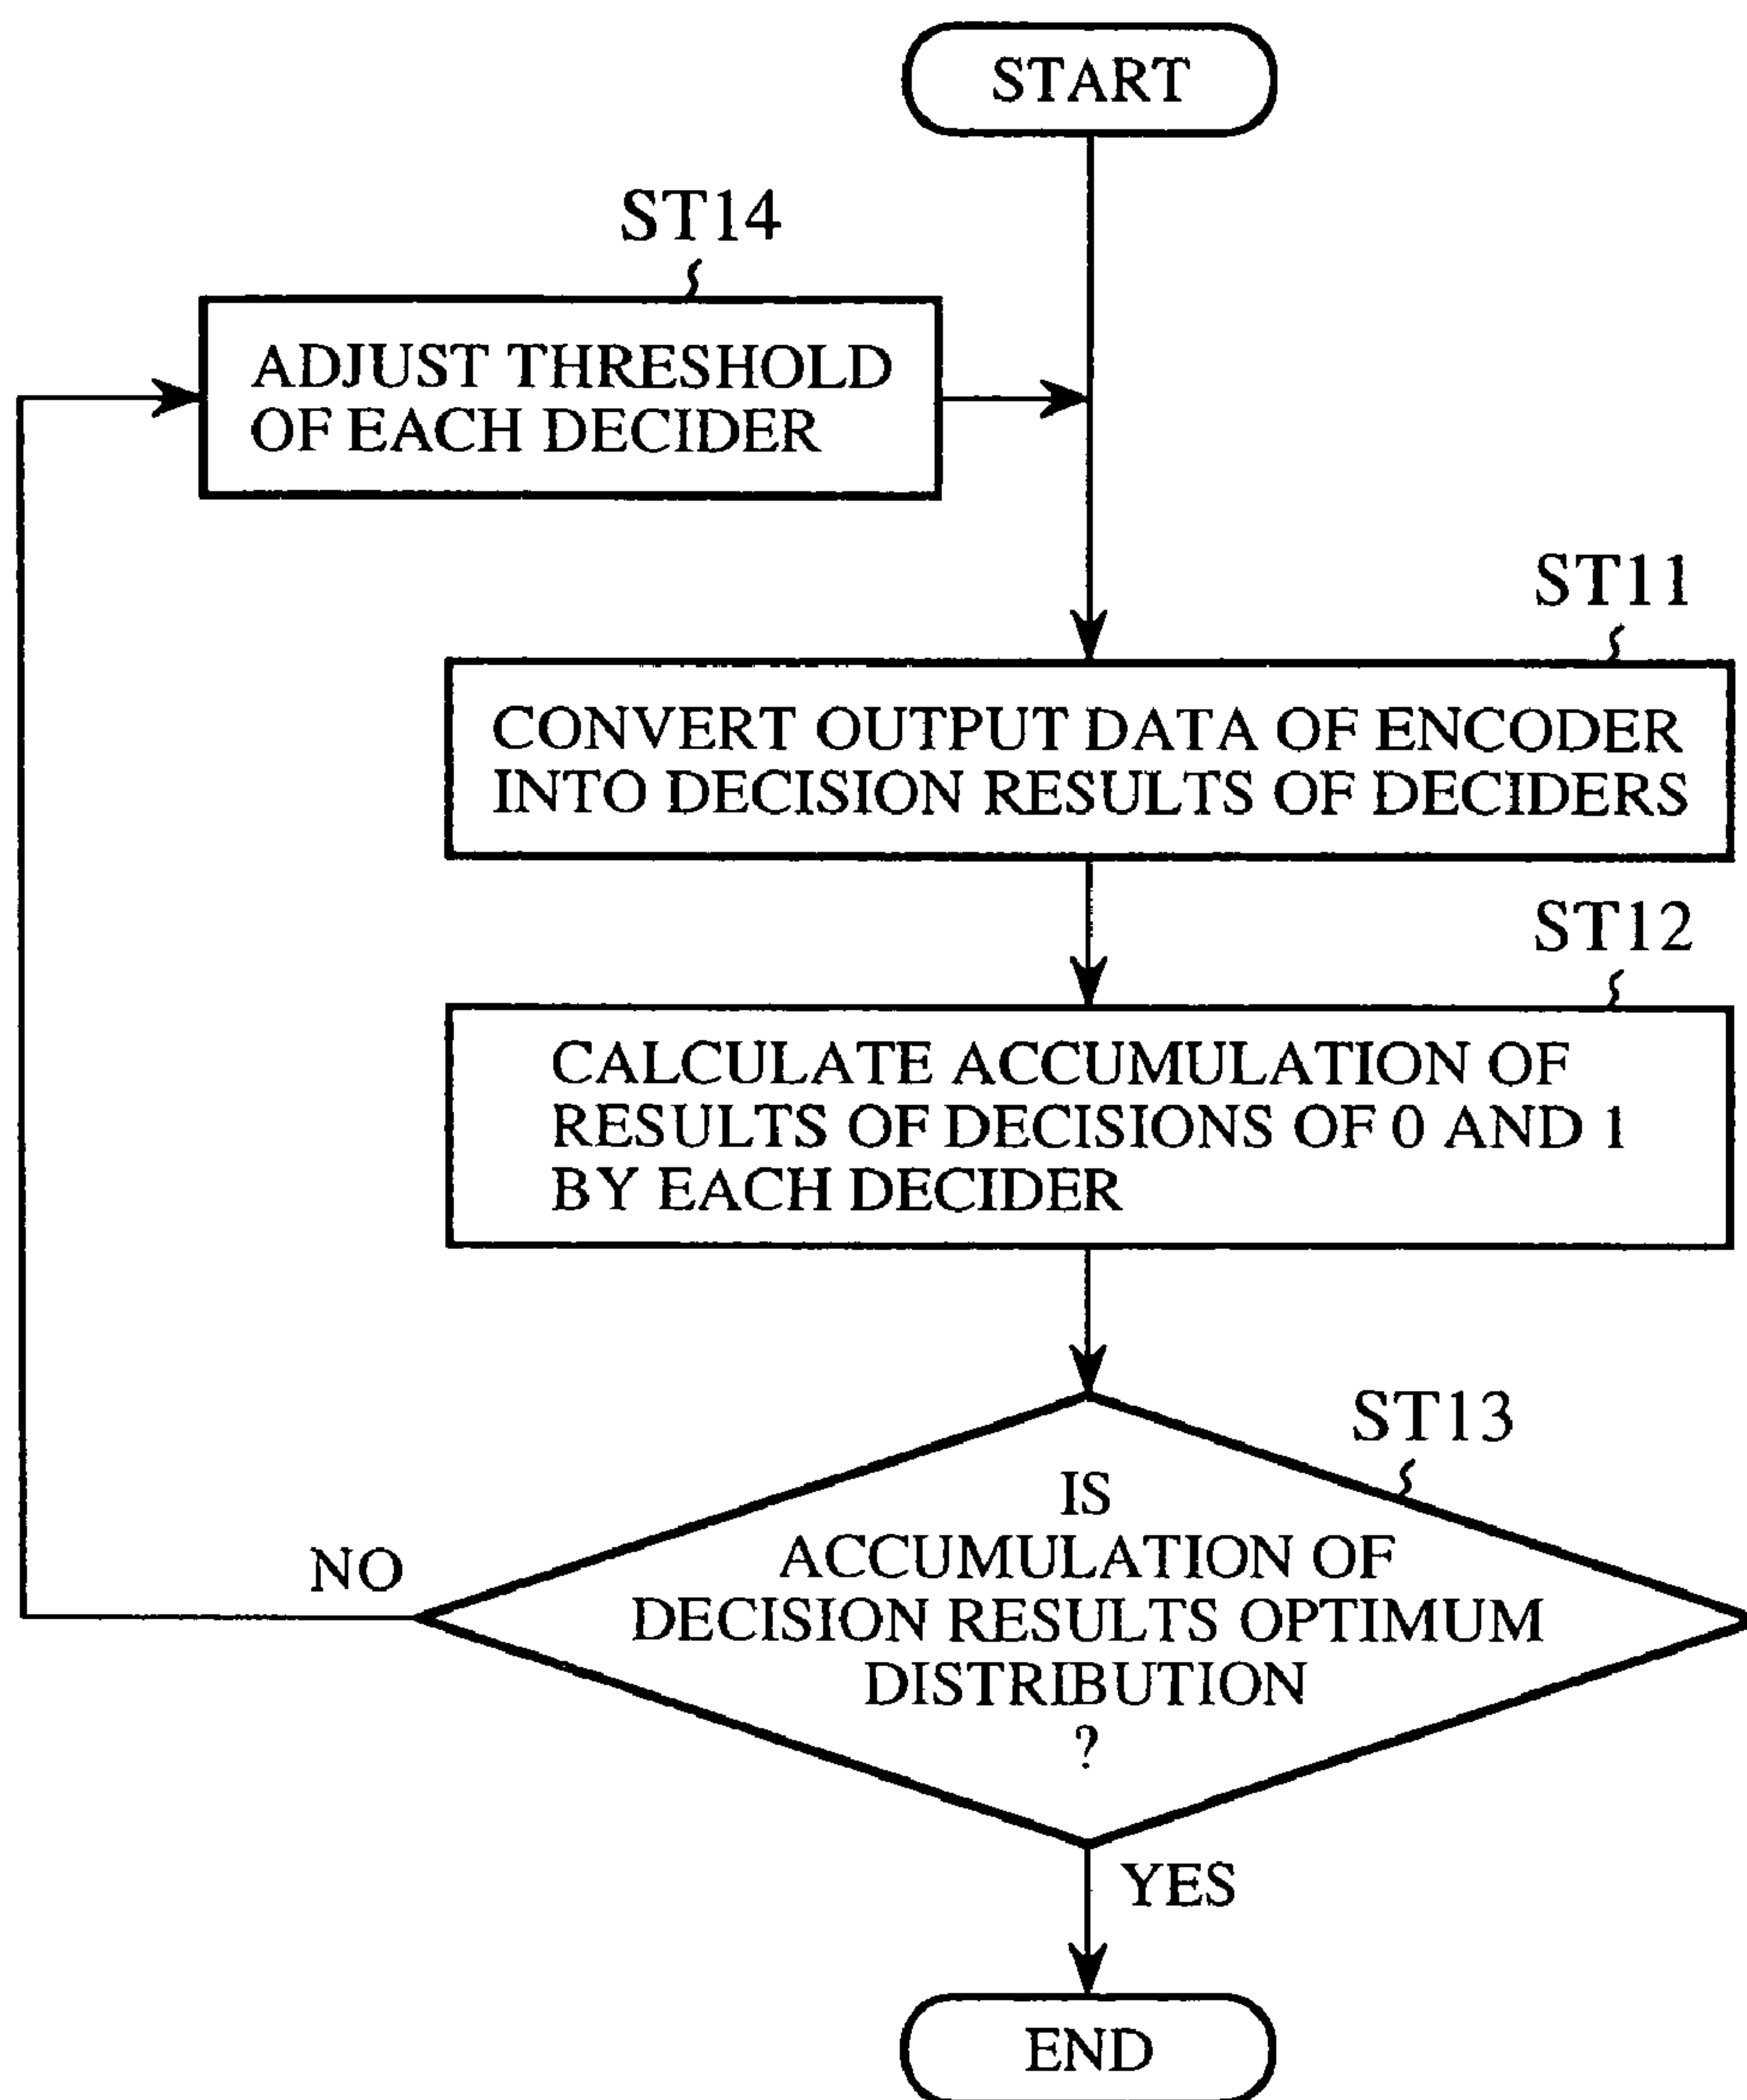 START
ST14
ADJUST THRESHOLD
OF EACH DECIDER
ST11
CONVERT OUTPUT DATA OF ENCODER
INTO DECISION RESULTS OF DECIDERS
ST12
CALCULATE ACCUMULATION OF
RESULTS OF DECISIONS OF 0 AND 1
BY EACH DECIDER
ST13
IS
ACCUMULATION OF
DECISION RESULTS OPTIMUM
DISTRIBUTION
?
NO
YES
END